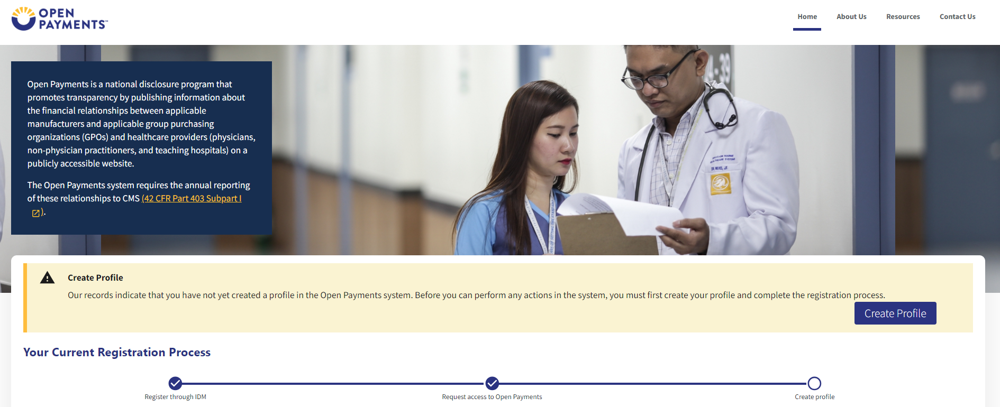 OPEN
PAYMENTS™
Home
About Us
Resources
Contact Us
Open Payments is a national disclosure program that
promotes transparency by publishing information about
the financial relationships between applicable
manufacturers and applicable group purchasing
organizations (GPOs) and healthcare providers (physicians,
non-physician practitioners, and teaching hospitals) on a
publicly accessible website.
The Open Payments system requires the annual reporting
of these relationships to CMS (42 CFR Part 403 Subpart I
).
-39
Create Profile
Our records indicate that you have not yet created a profile in the Open Payments system. Before you can perform any actions in the system, you must first create your profile and complete the registration process.
Create Profile
Your Current Registration Process
Register through IDM
Request access to Open Payments
Create profile